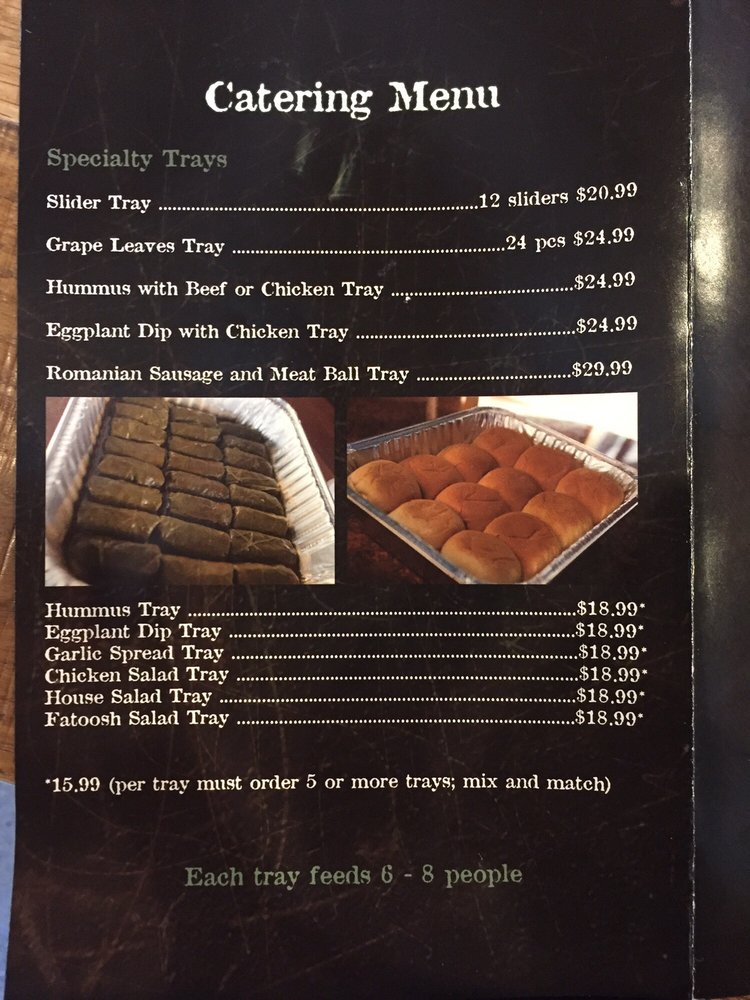 Catering Menu
Specialty Trays
Slider Tray ........................................................................12 sliders $20.99
Grape Leaves Tray ..............................................................24 pcs $24.99
Hummus with Beef or Chicken Tray .........................................$24.99
Eggplant Dip with Chicken Tray .................................................$24.99
Romanian Sausage and Meat Ball Tray ...................................$29.99
Hummus Tray .......................................................................................$18.99*
Eggplant Dip Tray ..............................................................................$18.99*
Garlic Spread Tray ..............................................................................$18.99*
Chicken Salad Tray .............................................................................$18.99*
House Salad Tray ................................................................................$18.99*
Fatoosh Salad Tray ............................................................................$18.99*
*15.99 (per tray must order 5 or more trays; mix and match)
Each tray feeds 6 - 8 people